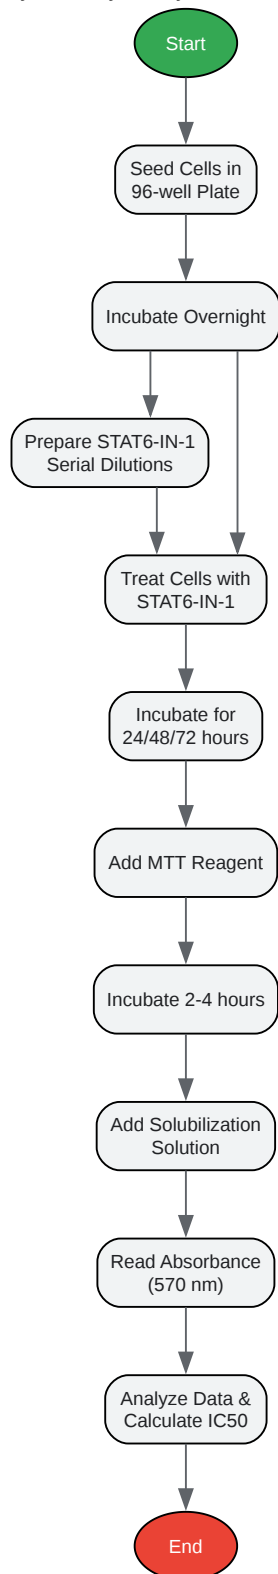 Start
Seed Cells in
96-well Plate
Incubate Overnight
Prepare STAT6-IN-1
Serial Dilutions
Treat Cells with
STAT6-IN-1
Incubate for
24/48/72 hours
Add MTT Reagent
Incubate 2-4 hours
Add Solubilization
Solution
Read Absorbance
(570 nm)
Analyze Data &
Calculate IC50
End